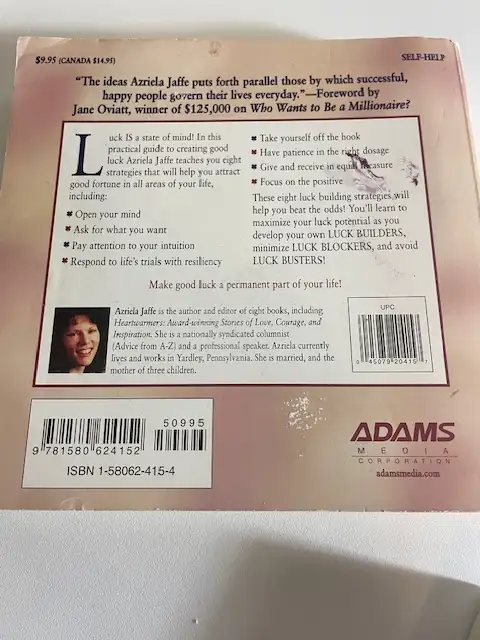 $9.95 (CANADA $14.95)
SELF-HELP
“The ideas Azriela Jaffe puts forth parallel those by which successful,
happy people govern their lives everyday.”—Foreword by
Jane Oviatt, winner of $125,000 on Who Wants to Be a Millionaire?
Luck IS a state of mind! In this
practical guide to creating good
luck Azriela Jaffe teaches you eight
strategies that will help you attract
good fortune in all areas of your life,
including:
Open your mind
Ask for what you want
Pay attention to your intuition
Respond to life's trials with resiliency
Take yourself off the hook
Have patience in the right dosage
Give and receive in equal measure
Focus on the positive
These eight luck building strategies will
help you beat the odds! You'll learn to
maximize your luck potential as you
develop your own LUCK BUILDERS,
minimize LUCK BLOCKERS, and avoid
LUCK BUSTERS!
Make good luck a permanent part of your life!
Azriela Jaffe is the author and editor of eight books, including
Heartwarmers: Award-winning Stories of Love, Courage, and
Inspiration. She is a nationally syndicated columnist
(Advice from A-Z) and a professional speaker. Azriela currently
lives and works in Yardley, Pennsylvania. She is married, and the
mother of three children.
UPC
0 45079 20415 7
50995
9 781580 624152
ISBN 1-58062-415-4
ADAMS
MEDIA
CORPORATION
adamsmedia.com